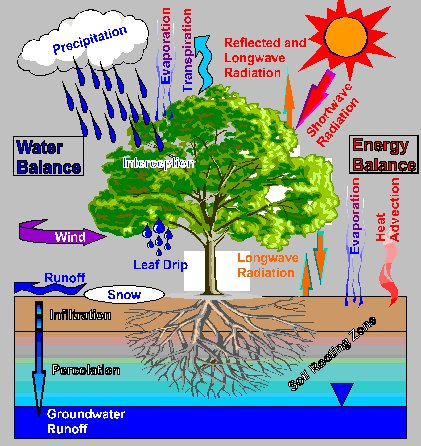 Precipitation
Evaporation
Transpiration
Reflected and
Longwave
Radiation
Shortwave
Radiation
Water
Balance
Interception
Energy
Balance
Wind
Leaf Drip
Longwave
Radiation
Evaporation
Heat
Advection
Runoff
Snow
Infiltration
Percolation
Soil Rooting Zone
Groundwater
Runoff